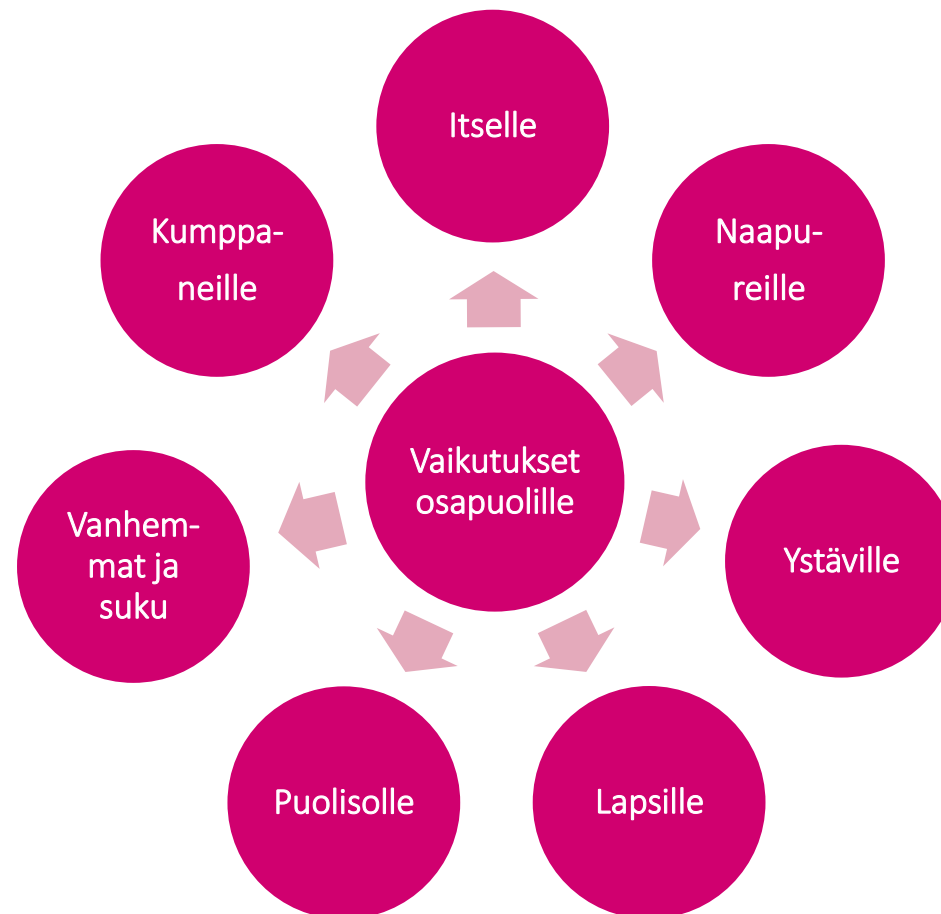 Itselle
Naapu-
reille
Ystäville
Lapsille
Puolisolle
Vanhem-
mat ja
suku
Kumppa-
neille
Vaikutukset
osapuolille